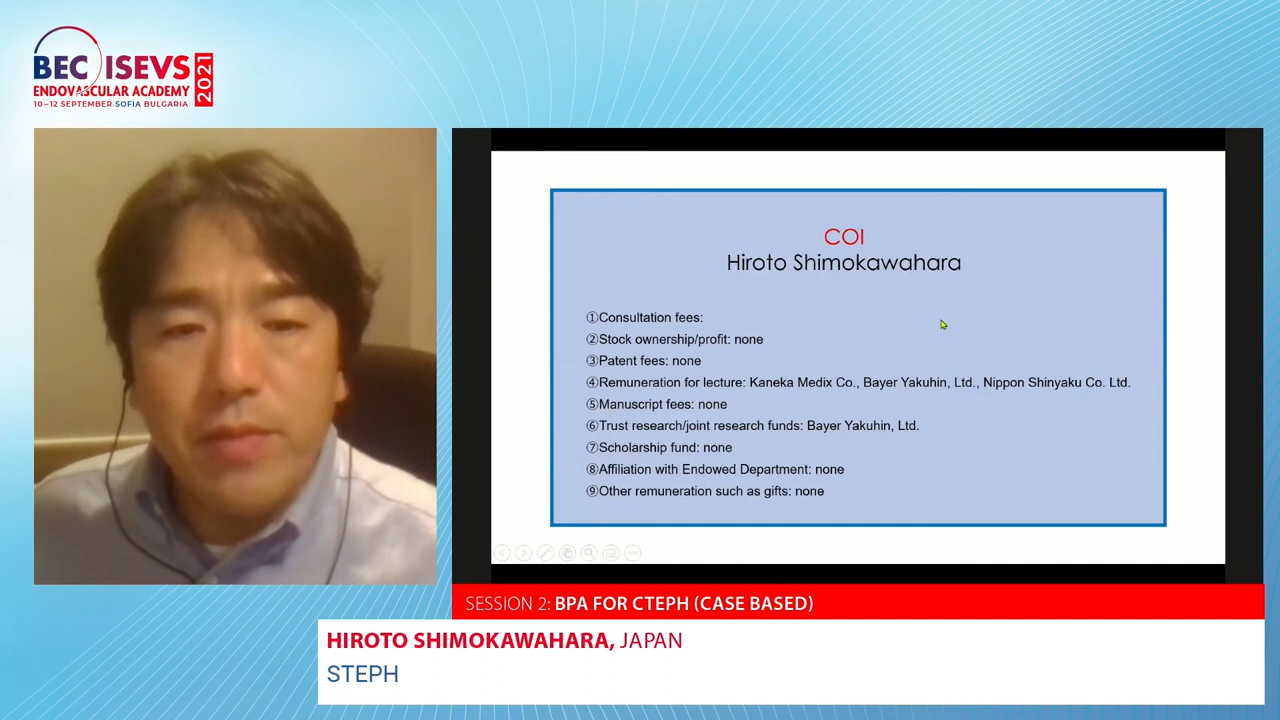 BEC ISEVS
2021
ENDOVASCULAR ACADEMY
10–12 SEPTEMBER SOFIA BULGARIA
COI
Hiroto Shimokawahara
①Consultation fees:
②Stock ownership/profit: none
③Patent fees: none
④Remuneration for lecture: Kaneka Medix Co., Bayer Yakuhin, Ltd., Nippon Shinyaku Co. Ltd.
⑤Manuscript fees: none
⑥Trust research/joint research funds: Bayer Yakuhin, Ltd.
⑦Scholarship fund: none
⑧Affiliation with Endowed Department: none
⑨Other remuneration such as gifts: none
SESSION 2: BPA FOR CTEPH (CASE BASED)
HIROTO SHIMOKAWAHARA, JAPAN
STEPH